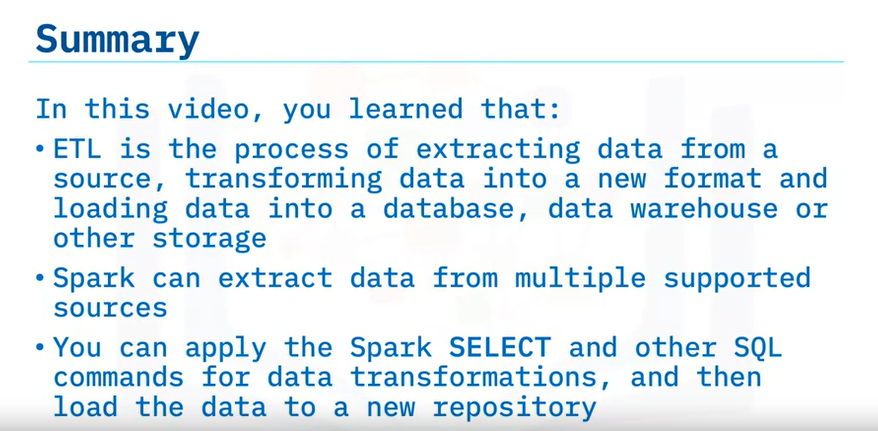 Summary
In this video, you learned that:
• ETL is the process of extracting data from a
source, transforming data into a new format and
loading data into a database, data warehouse or
other storage
• Spark can extract data from multiple supported
sources
• You can apply the Spark SELECT and other SQL
commands for data transformations, and then
load the data to a new repository